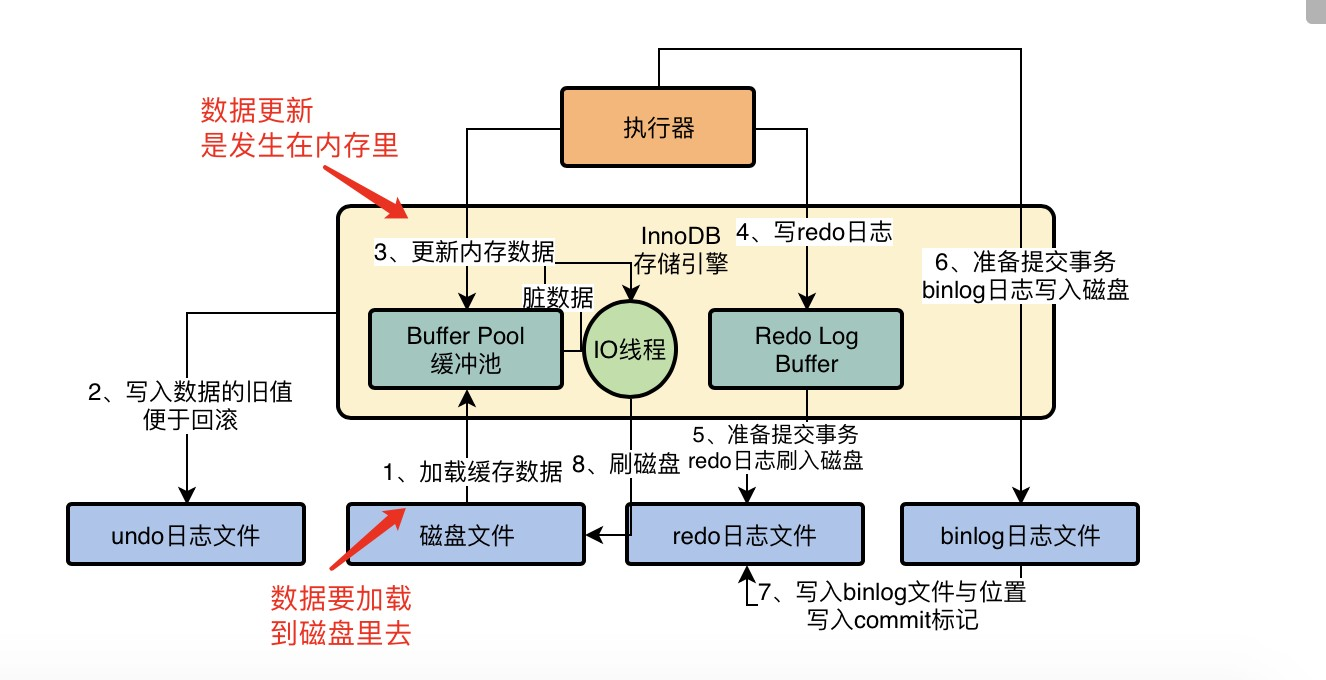 数据更新
是发生在内存里
执行器
InnoDB
存储引擎
4、写redo日志
3、更新内存数据
6、准备提交事务
binlog日志写入磁盘
脏数据
Buffer Pool
缓冲池
IO线程
Redo Log
Buffer
2、写入数据的旧值
便于回滚
5、准备提交事务
redo日志刷入磁盘
1、加载缓存数据
8、刷磁盘
undo日志文件
磁盘文件
redo日志文件
binlog日志文件
数据要加载
到磁盘里去
7、写入binlog文件与位置
写入commit标记